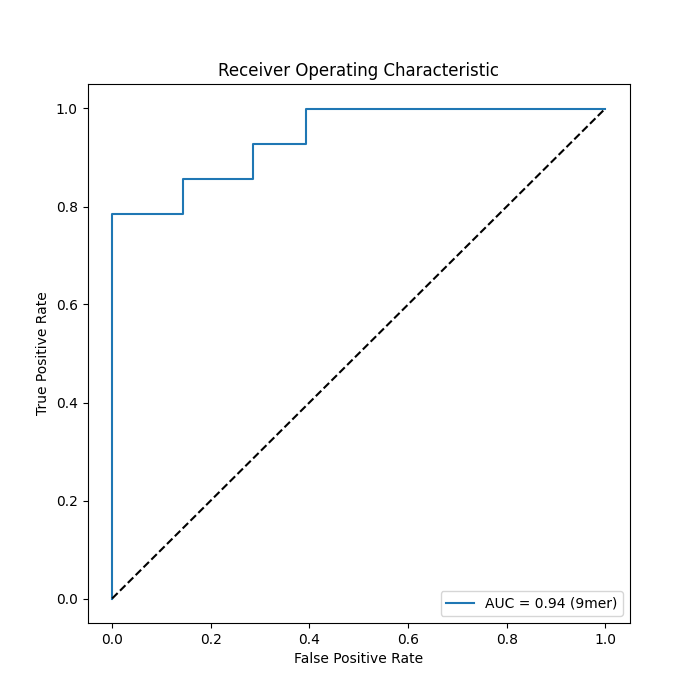 Receiver Operating Characteristic
1.0
0.8
0.6
0.4
0.2
0.0
True Positive Rate
AUC = 0.94 (9mer)
0.0 0.2 0.4 0.6 0.8 1.0
False Positive Rate